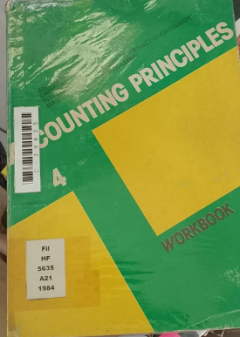 COUNTING PRINCIPLES
4
WORKBOOK
Fil
HF
5635
A21
1984